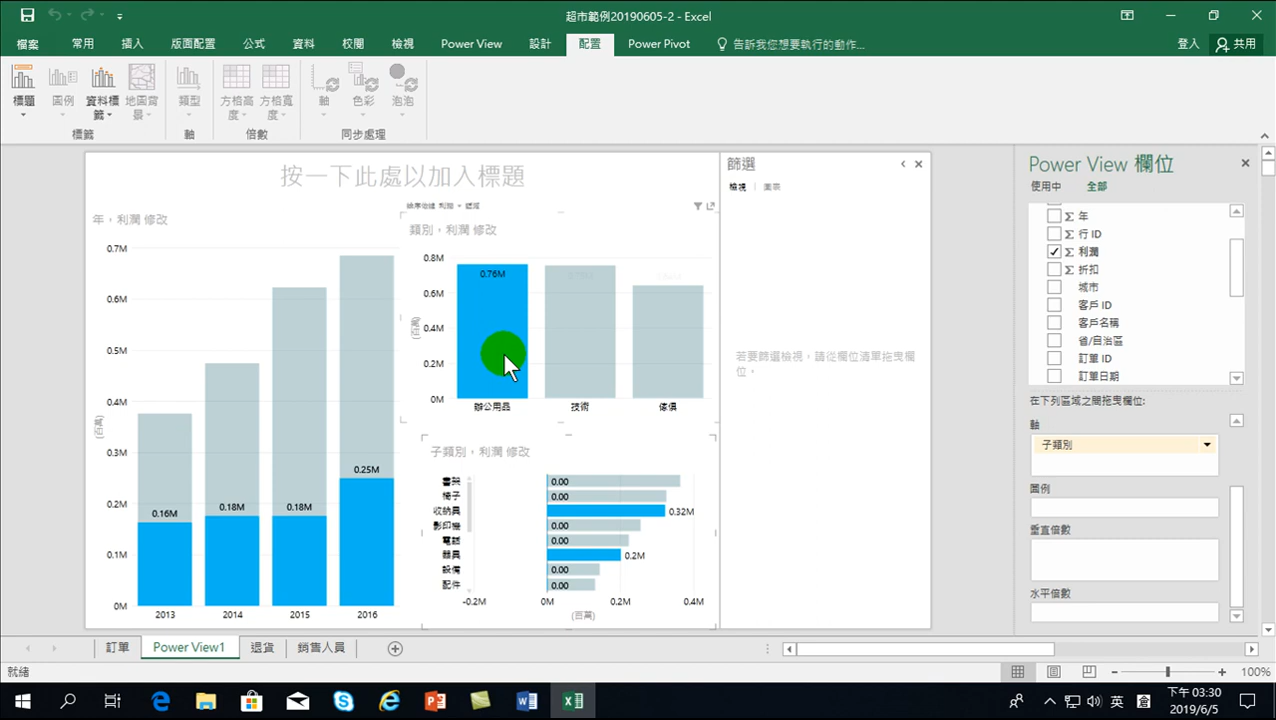 超市範例20190605-2 - Excel
檔案 常用 插入 版面配置 公式 資料 校閱 檢視 Power View 設計 配置 Power Pivot 告訴我您想要執行的動作... 登入 共用
標題 圖例 資料標籤 地圖背景 類型 方格高度 方格寬度 軸 色彩 泡泡
標籤 軸 倍數 同步處理
按一下此處以加入標題
年，利潤 修改
0.7M
0.6M
0.5M
0.4M
0.3M
0.2M
0.1M
0M
(百萬)
0.16M 0.18M 0.18M 0.25M
2013 2014 2015 2016
排序依據 利潤 遞減
類別，利潤 修改
0.8M
0.6M
0.4M
0.2M
0M
(百萬)
0.76M
辦公用品 技術 傢俱
子類別，利潤 修改
書架 0.00
椅子 0.00
收納具 0.32M
影印機 0.00
電話 0.00
器具 0.2M
設備 0.00
配件 0.00
-0.2M 0M 0.2M 0.4M
(百萬)
篩選
檢視 圖表
若要篩選檢視，請從欄位清單拖曳欄
位。
Power View 欄位
使用中 全部
Σ 年
Σ 行 ID
Σ 利潤
Σ 折扣
城市
客戶 ID
客戶名稱
省/自治區
訂單 ID
訂單日期
在下列區域之間拖曳欄位:
軸
子類別
圖例
垂直倍數
水平倍數
訂單 Power View1 退貨 銷售人員
就緒
100%
英
下午 03:30
2019/6/5